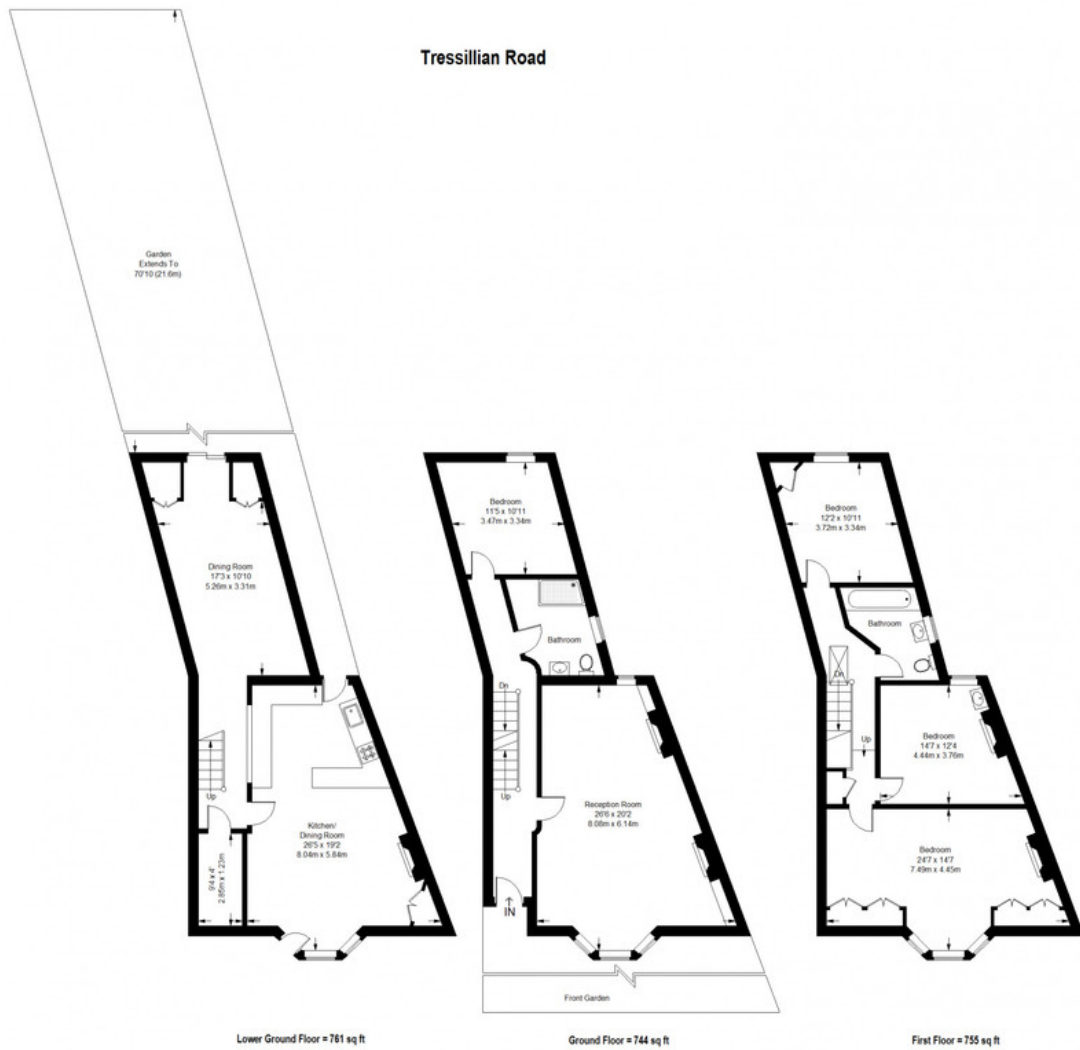 Tressillian Road
Garden
Extends To
70'10 (21.6m)
Dining Room
17'3 x 10'10
5.26m x 3.31m
Up
Kitchen/
Dining Room
26'5 x 19'2
8.04m x 5.84m
9'4 x 4'
2.85m x 1.23m
Lower Ground Floor = 761 sq ft
Bedroom
11'5 x 10'11
3.47m x 3.34m
Bathroom
Dn
Up
Reception Room
26'6 x 20'2
8.08m x 6.14m
IN
Front Garden
Ground Floor = 744 sq ft
Bedroom
12'2 x 10'11
3.72m x 3.34m
Bathroom
Dn
Up
Bedroom
14'7 x 12'4
4.44m x 3.76m
Bedroom
24'7 x 14'7
7.49m x 4.45m
First Floor = 755 sq ft